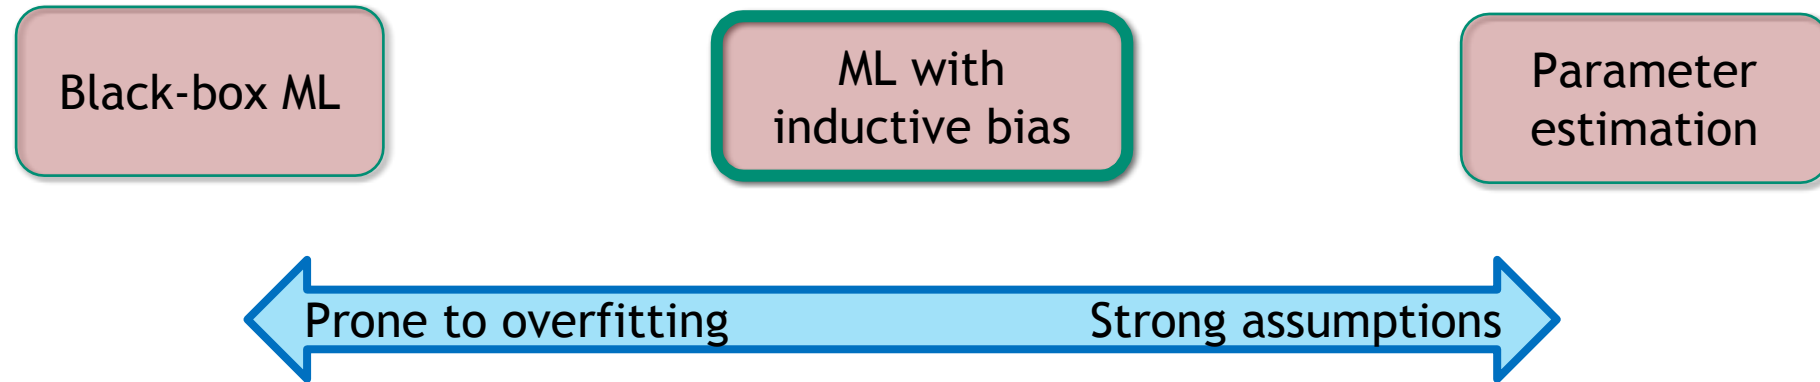 Black-box ML
ML with
inductive bias
Parameter
estimation
Prone to overfitting
Strong assumptions